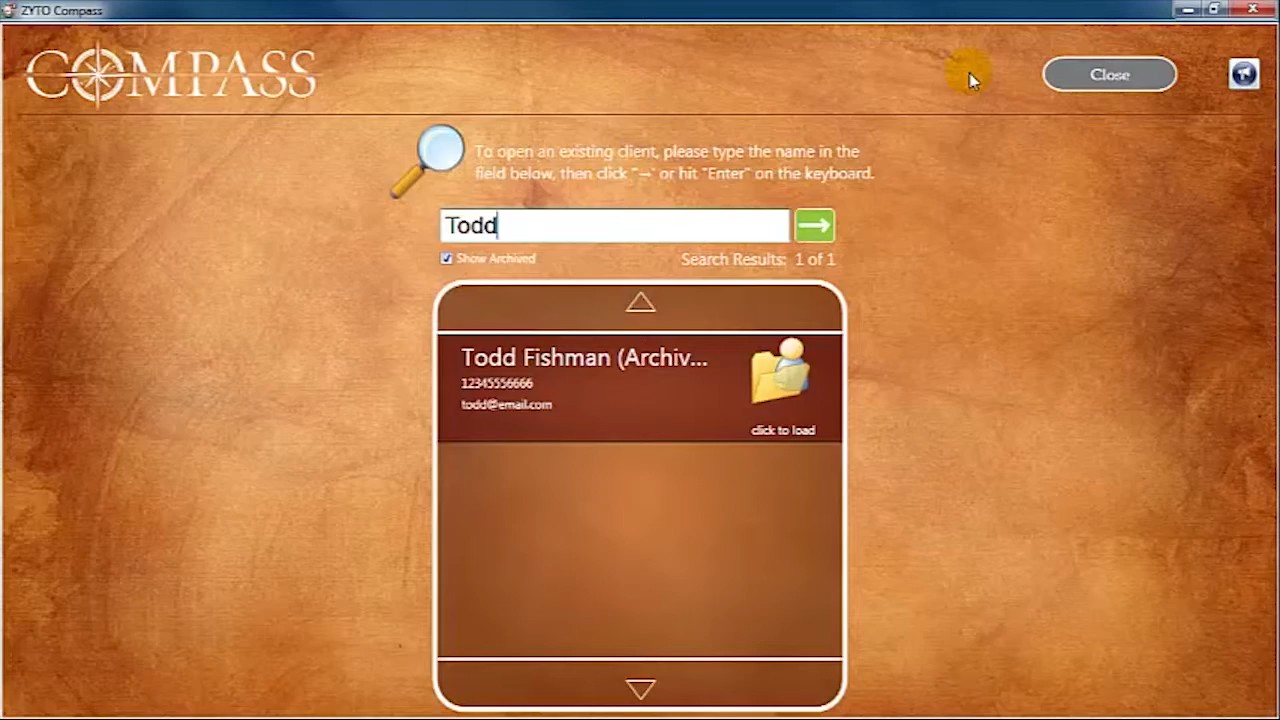 ZYTO Compass
COMPASS
Close
To open an existing client, please type the name in the
field below, then click "→" or hit "Enter" on the keyboard.
Todd
Show Archived
Search Results: 1 of 1
Todd Fishman (Archiv...
12345556666
todd@email.com
click to load